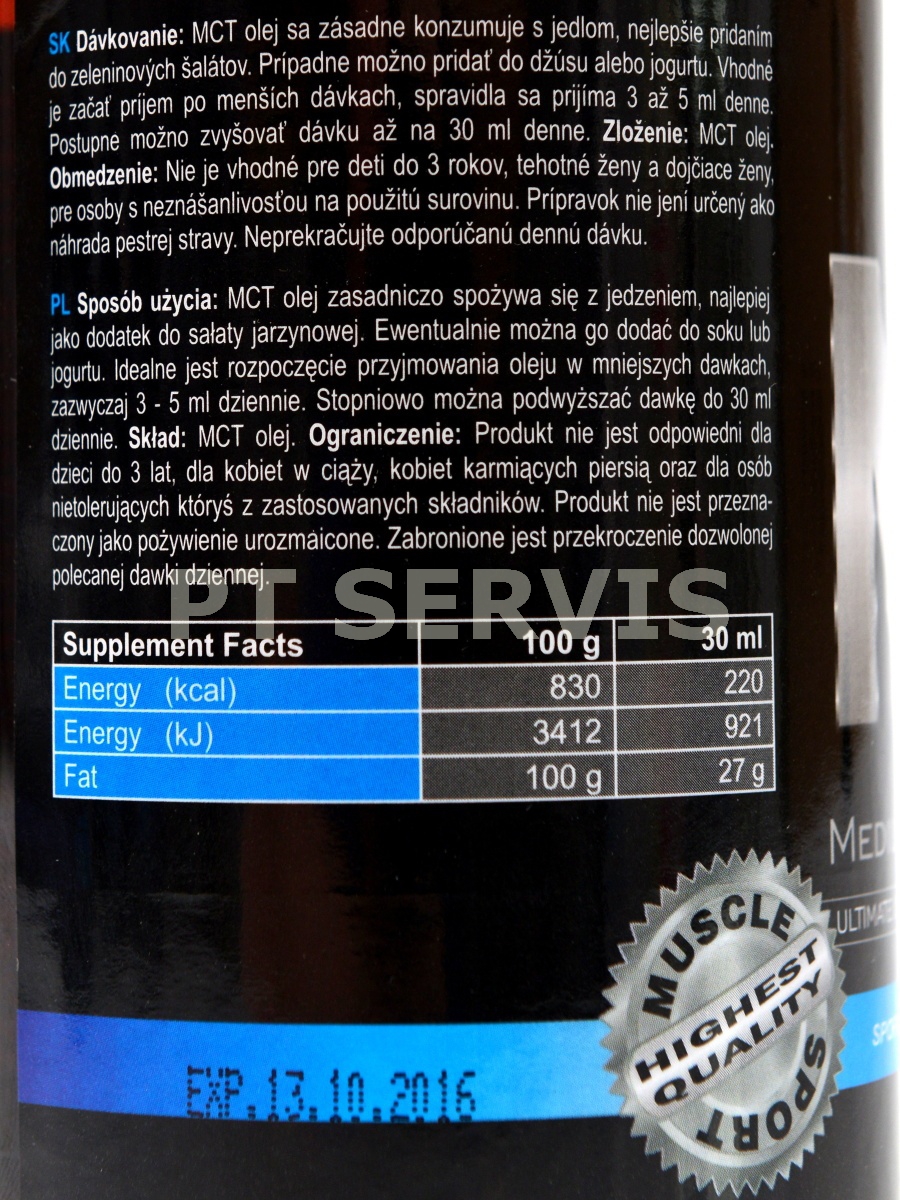 SK Dávkovanie: MCT olej sa zásadne konzumuje s jedlom, nejlepšie pridaním
do zeleninových šalátov. Prípadne možno pridať do džúsu alebo jogurtu. Vhodné
je začať príjem po menších dávkach, spravidla sa prijíma 3 až 5 ml denne.
Postupne možno zvyšovať dávku až na 30 ml denne. Zloženie: MCT olej.
Obmedzenie: Nie je vhodné pre deti do 3 rokov, tehotné ženy a dojčiace ženy,
pre osoby s neznášanlivosťou na použitú surovinu. Prípravok nie jeni určený ako
náhrada pestrej stravy. Neprekračujte odporúčanú dennú dávku.
PL Sposób użycia: MCT olej zasadniczo spożywa się z jedzeniem, najlepiej
jako dodatek do sałaty jarzynowej. Ewentualnie można go dodać do soku lub
jogurtu. Idealne jest rozpoczęcie przyjmowania oleju w mniejszych dawkach,
zazwyczaj 3 - 5 ml dziennie. Stopniowo można podwyższać dawkę do 30 ml
dziennie. Skład: MCT olej. Ograniczenie: Produkt nie jest odpowiedni dla
dzieci do 3 lat, dla kobiet w ciąży, kobiet karmiących piersią oraz dla osób
nietolerujących któryś z zastosowanych składników. Produkt nie jest przezna-
czony jako pożywienie urozmaicone. Zabronione jest przekroczenie dozwolonej
polecanej dawki dziennej.
PT SERVIS
Supplement Facts 100 g 30 ml
Energy (kcal) 830 220
Energy (kJ) 3412 921
Fat 100 g 27 g
MUSCLE
HIGHEST
QUALITY
SPORT
EXP.13.10.2016